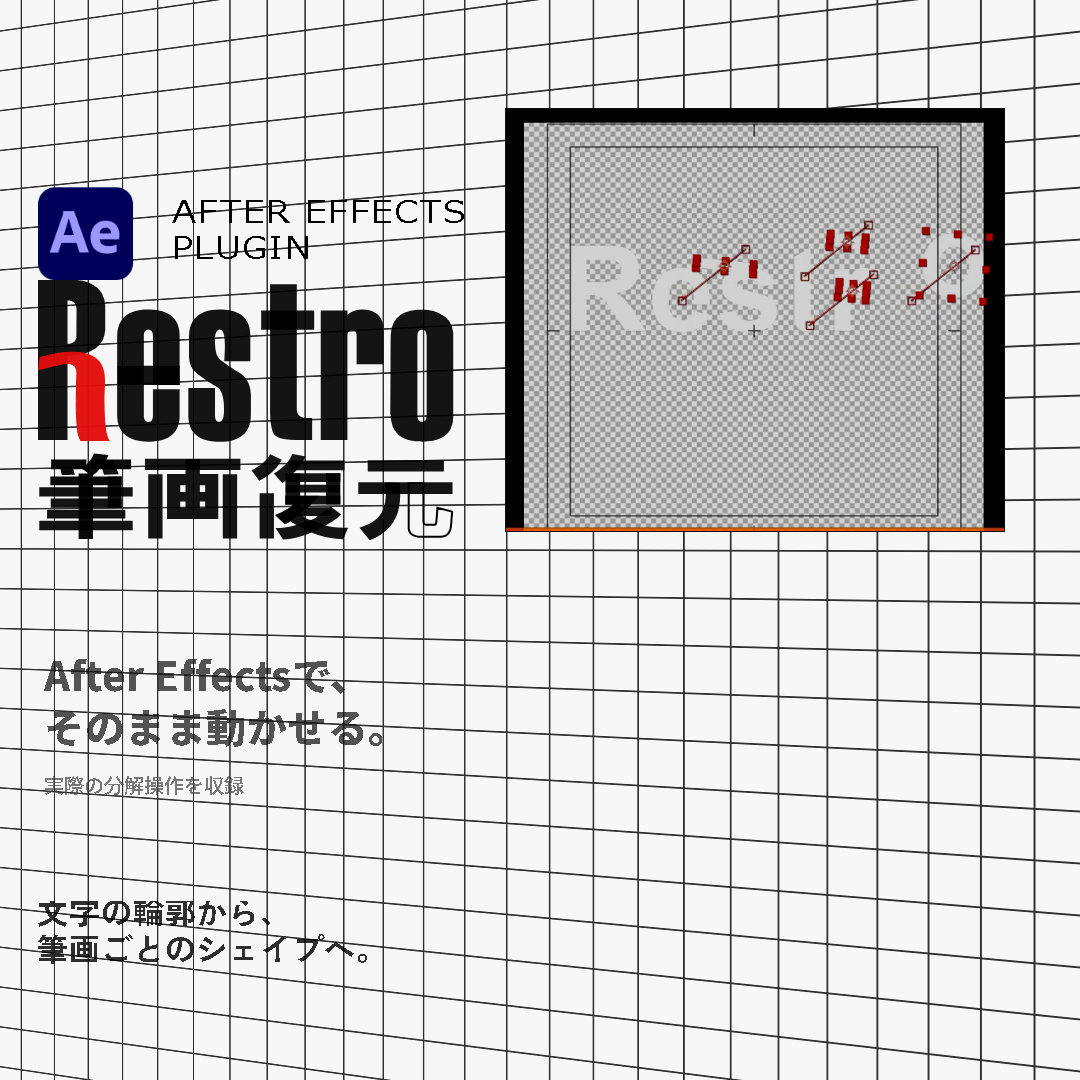 Ae
AFTER EFFECTS
PLUGIN
Restro
筆画復元
Restro
After Effectsで、
そのまま動かせる。
実際の分解操作を収録
文字の輪郭から、
筆画ごとのシェイプへ。